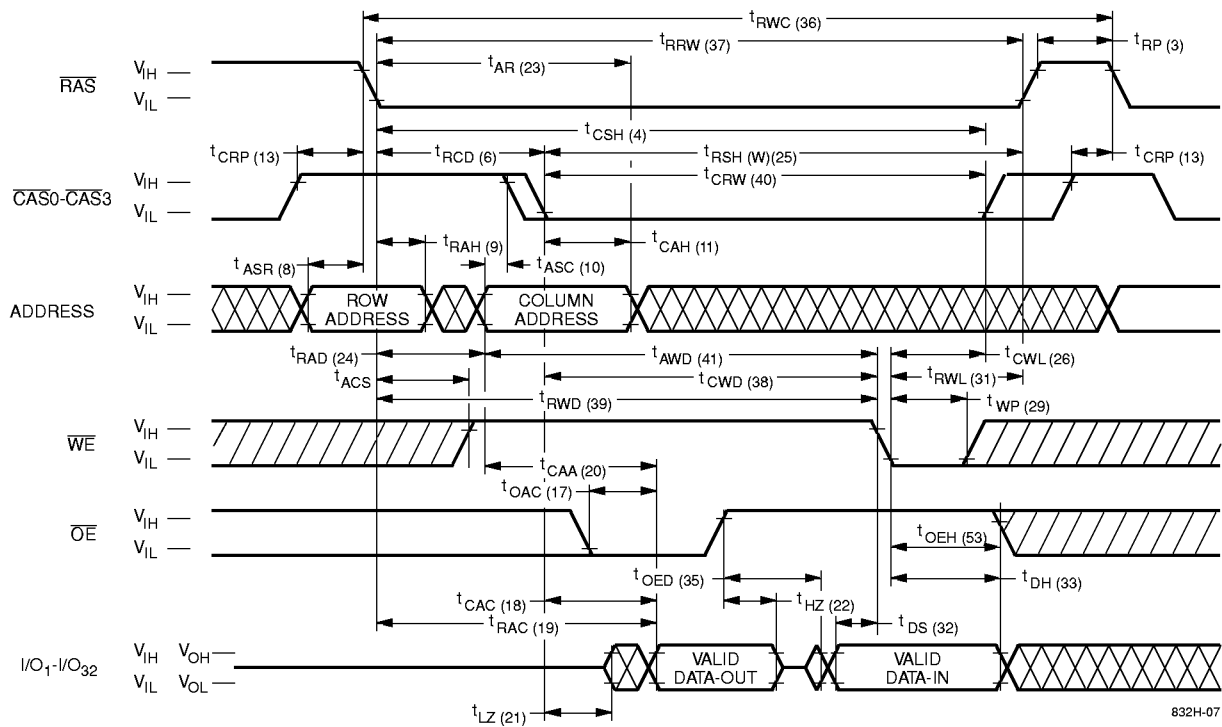 tRWC (36)
tRRW (37)
tRP (3)
tAR (23)
RAS
VIH
VIL
tCSH (4)
tCRP (13)
tRCD (6)
tRSH (W)(25)
tCRP (13)
tCRW (40)
CAS0-CAS3
VIH
VIL
tRAH (9)
tCAH (11)
tASR (8)
tASC (10)
ADDRESS
VIH
VIL
ROW
ADDRESS
COLUMN
ADDRESS
tRAD (24)
tAWD (41)
tCWL (26)
tACS
tCWD (38)
tRWL (31)
tRWD (39)
tWP (29)
WE
VIH
VIL
tCAA (20)
tOAC (17)
OE
VIH
VIL
tOEH (53)
tOED (35)
tDH (33)
tCAC (18)
tHZ (22)
tRAC (19)
tDS (32)
I/O1-I/O32
VIH VOH
VIL VOL
VALID
DATA-OUT
VALID
DATA-IN
tLZ (21)
832H-07